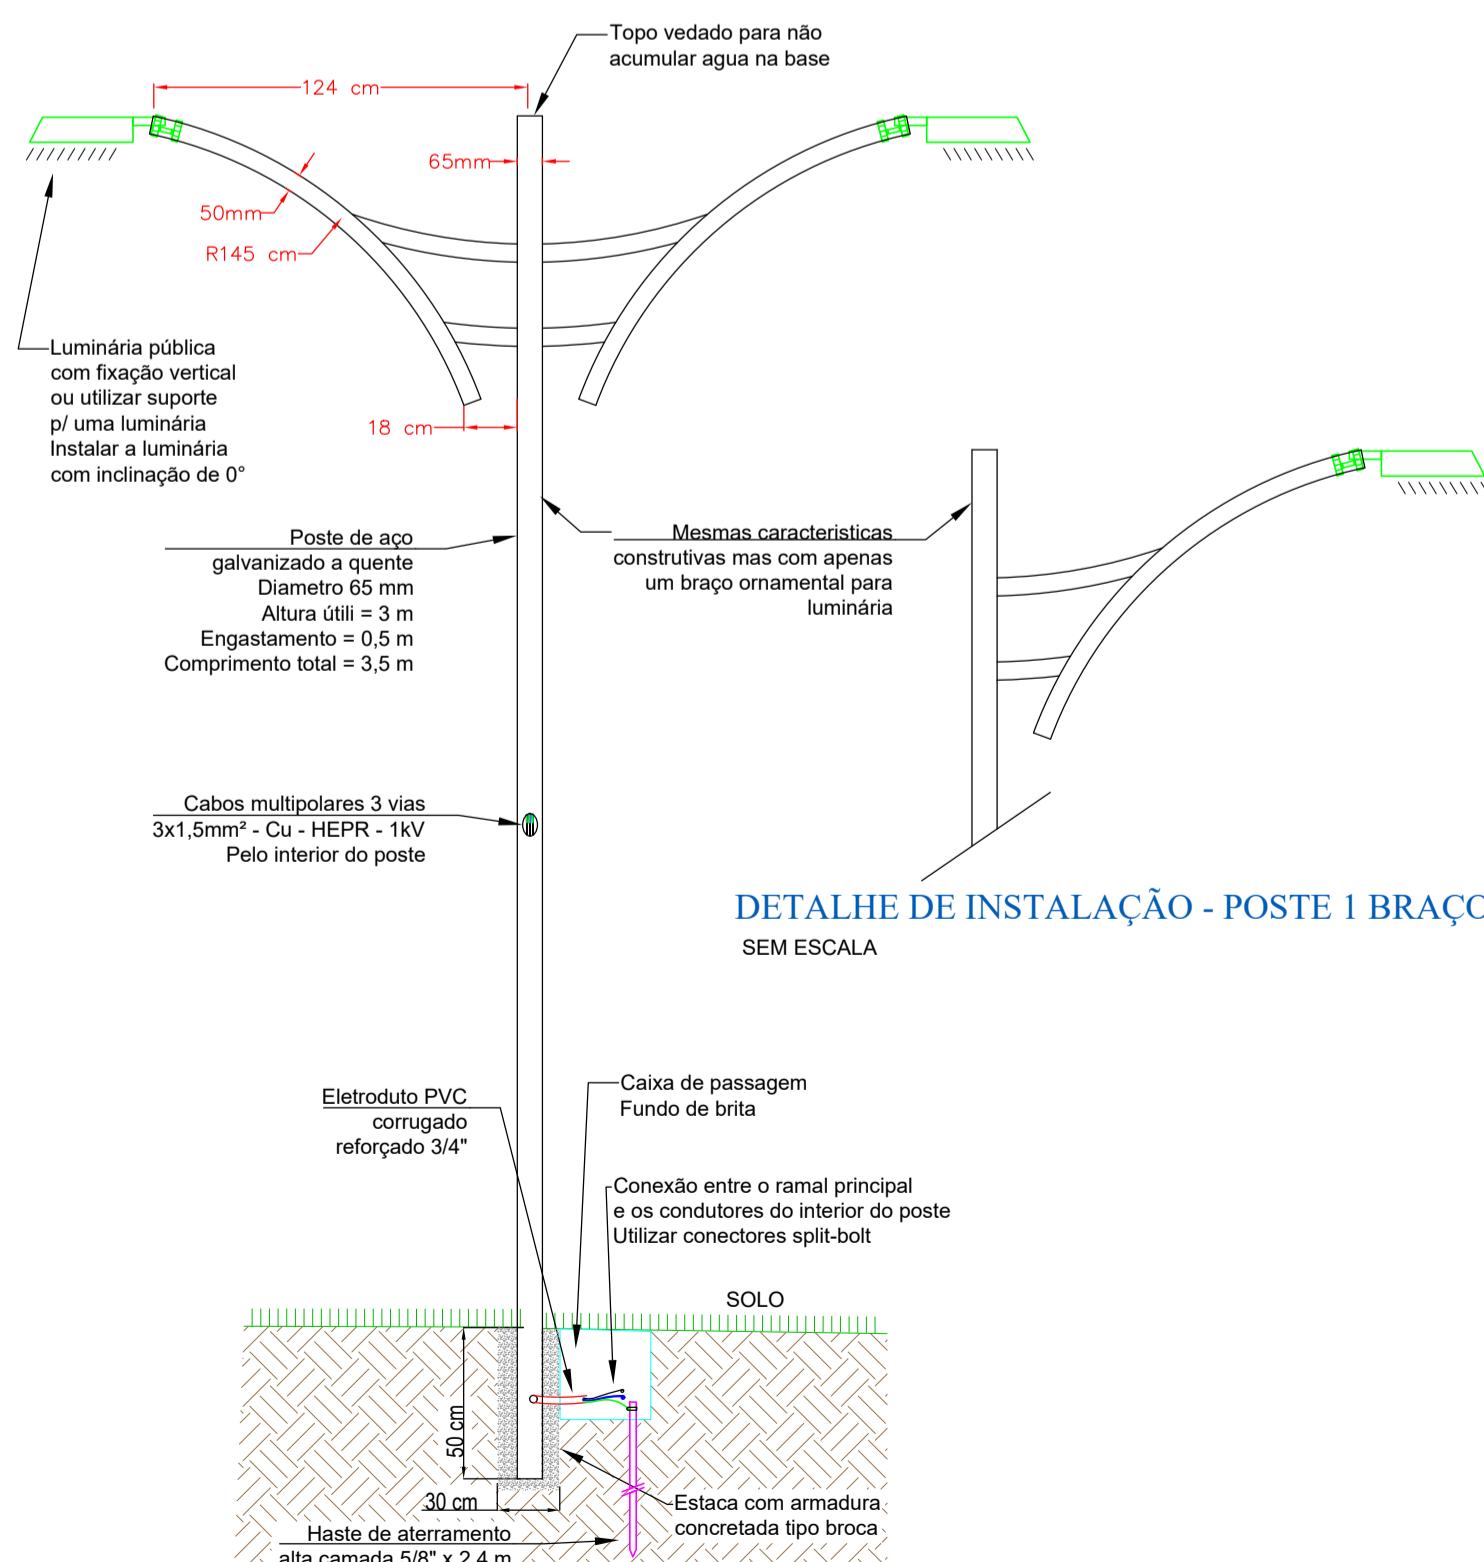 Topo vedado para não
acumular agua na base
124 cm
65mm
50mm
R145 cm
Luminária pública
com fixação vertical
ou utilizar suporte
p/ uma luminária
Instalar a luminária
com inclinação de 0°
18 cm
Poste de aço
galvanizado a quente
Diametro 65 mm
Altura útili = 3 m
Engastamento = 0,5 m
Comprimento total = 3,5 m
Mesmas caracteristicas
construtivas mas com apenas
um braço ornamental para
luminária
Cabos multipolares 3 vias
3x1,5mm² - Cu - HEPR - 1kV
Pelo interior do poste
DETALHE DE INSTALAÇÃO - POSTE 1 BRAÇO
SEM ESCALA
Eletroduto PVC
corrugado
reforçado 3/4"
Caixa de passagem
Fundo de brita
Conexão entre o ramal principal
e os condutores do interior do poste
Utilizar conectores split-bolt
SOLO
50 cm
30 cm
Estaca com armadura
concretada tipo broca
Haste de aterramento
alta camada 5/8" x 2,4 m